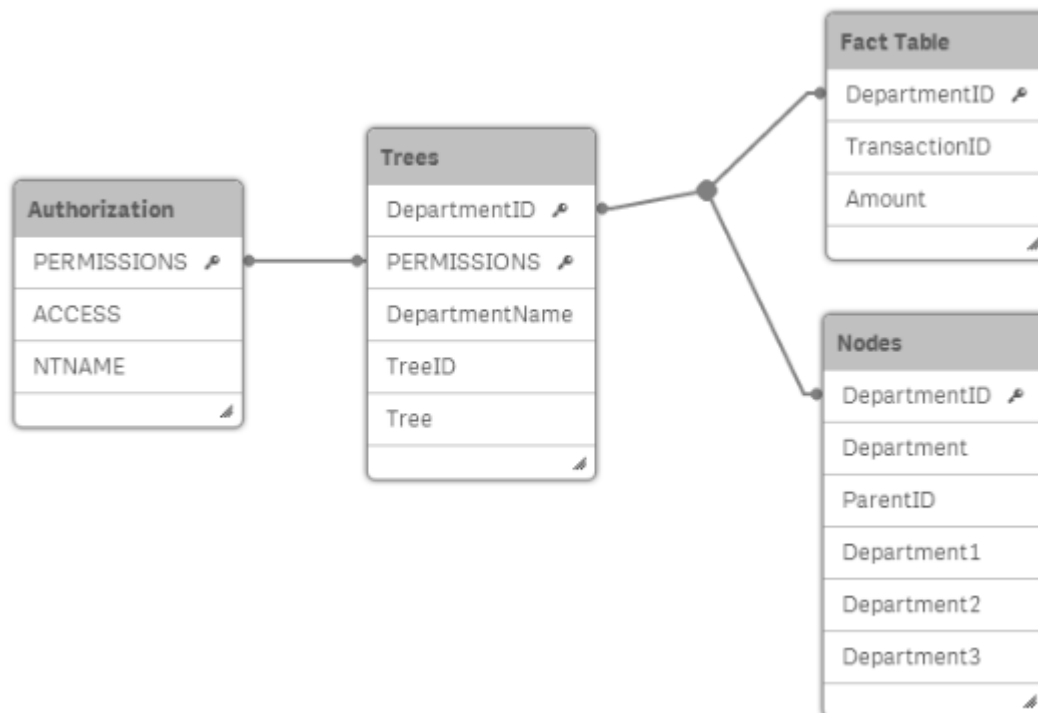 Authorization
PERMISSIONS
ACCESS
NTNAME
Trees
DepartmentID
PERMISSIONS
DepartmentName
TreeID
Tree
Fact Table
DepartmentID
TransactionID
Amount
Nodes
DepartmentID
Department
ParentID
Department1
Department2
Department3